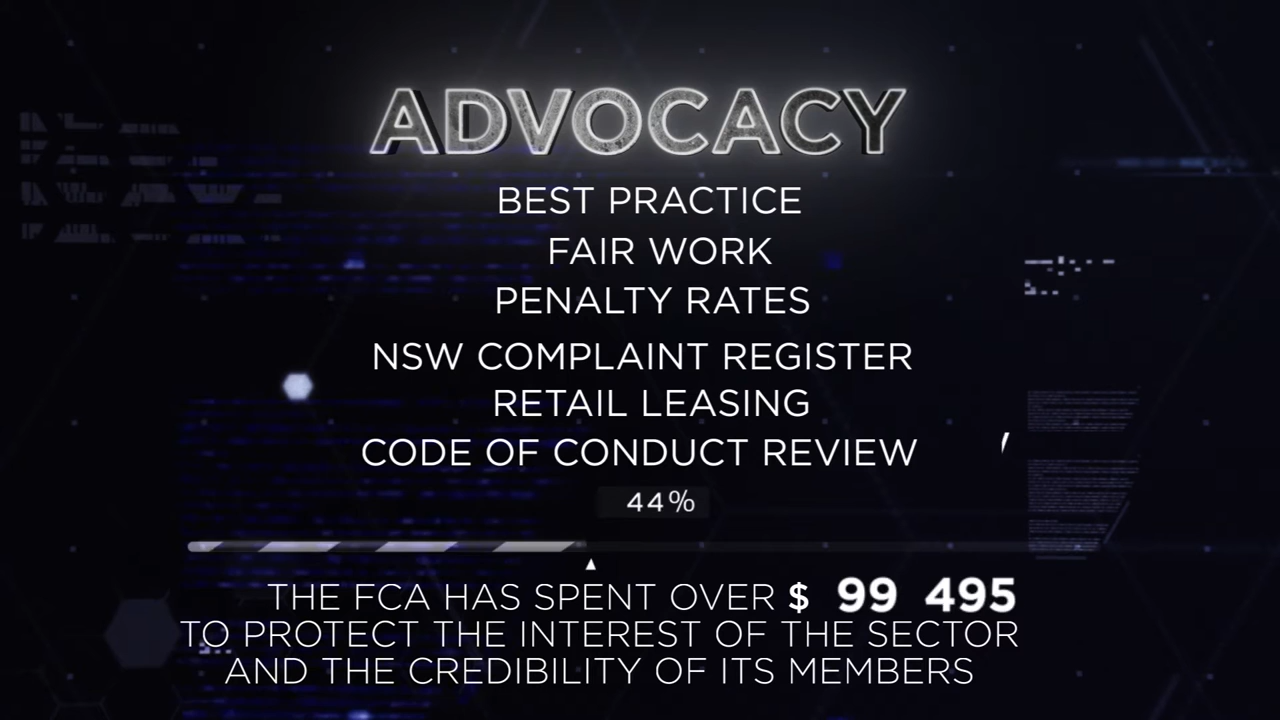 ADVOCACY
BEST PRACTICE
FAIR WORK
PENALTY RATES
NSW COMPLAINT REGISTER
RETAIL LEASING
CODE OF CONDUCT REVIEW
44%
THE FCA HAS SPENT OVER $ 99 495
TO PROTECT THE INTEREST OF THE SECTOR
AND THE CREDIBILITY OF ITS MEMBERS